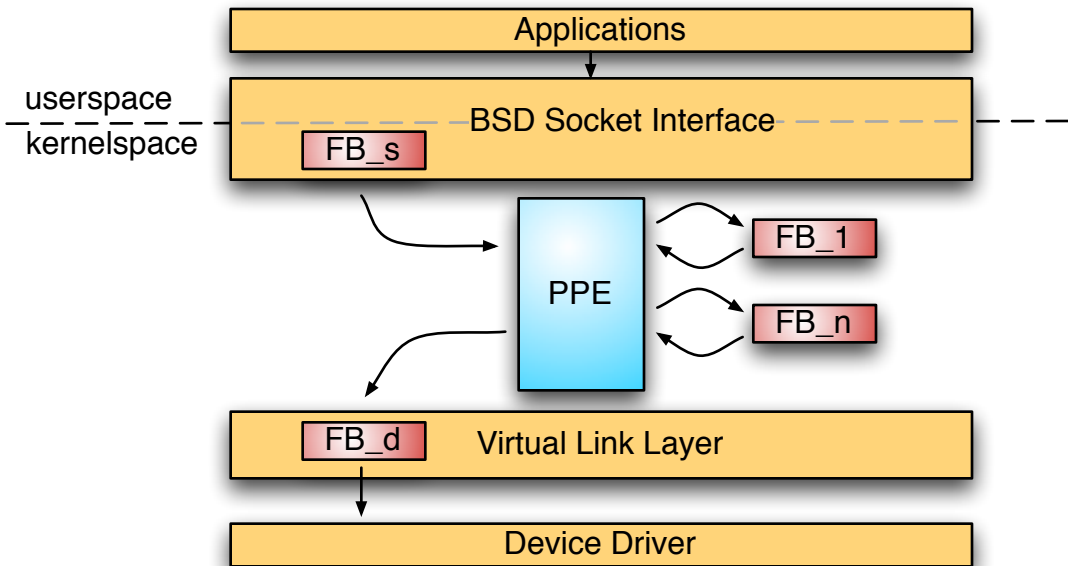 Applications
userspace
BSD Socket Interface
kernelspace
FB_s
FB_1
PPE
FB_n
FB_d
Virtual Link Layer
Device Driver